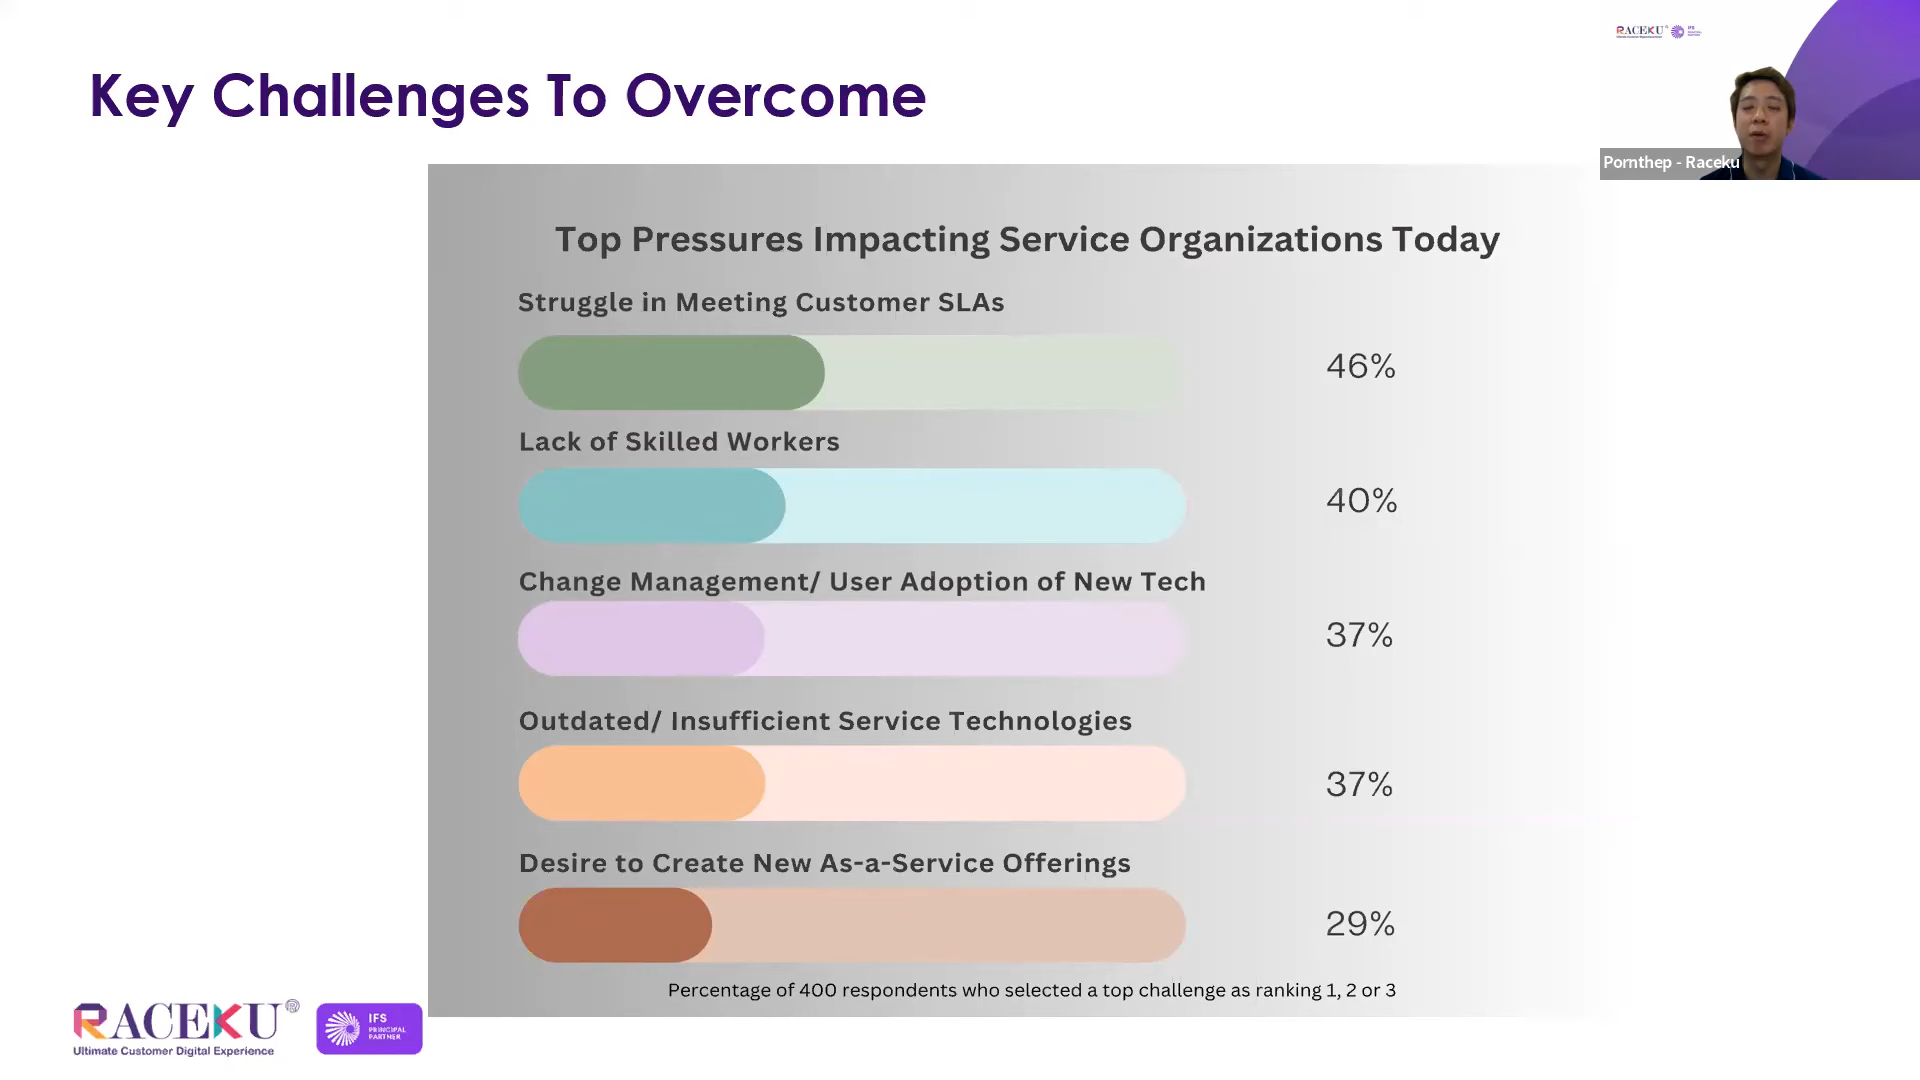 Key Challenges To Overcome
RACEKU
IFS
Pornthep - Raceku
Top Pressures Impacting Service Organizations Today
Struggle in Meeting Customer SLAs
46%
Lack of Skilled Workers
40%
Change Management/ User Adoption of New Tech
37%
Outdated/ Insufficient Service Technologies
37%
Desire to Create New As-a-Service Offerings
29%
Percentage of 400 respondents who selected a top challenge as ranking 1, 2 or 3
RACEKU®
Ultimate Customer Digital Experience
IFS
PRINCIPAL
PARTNER